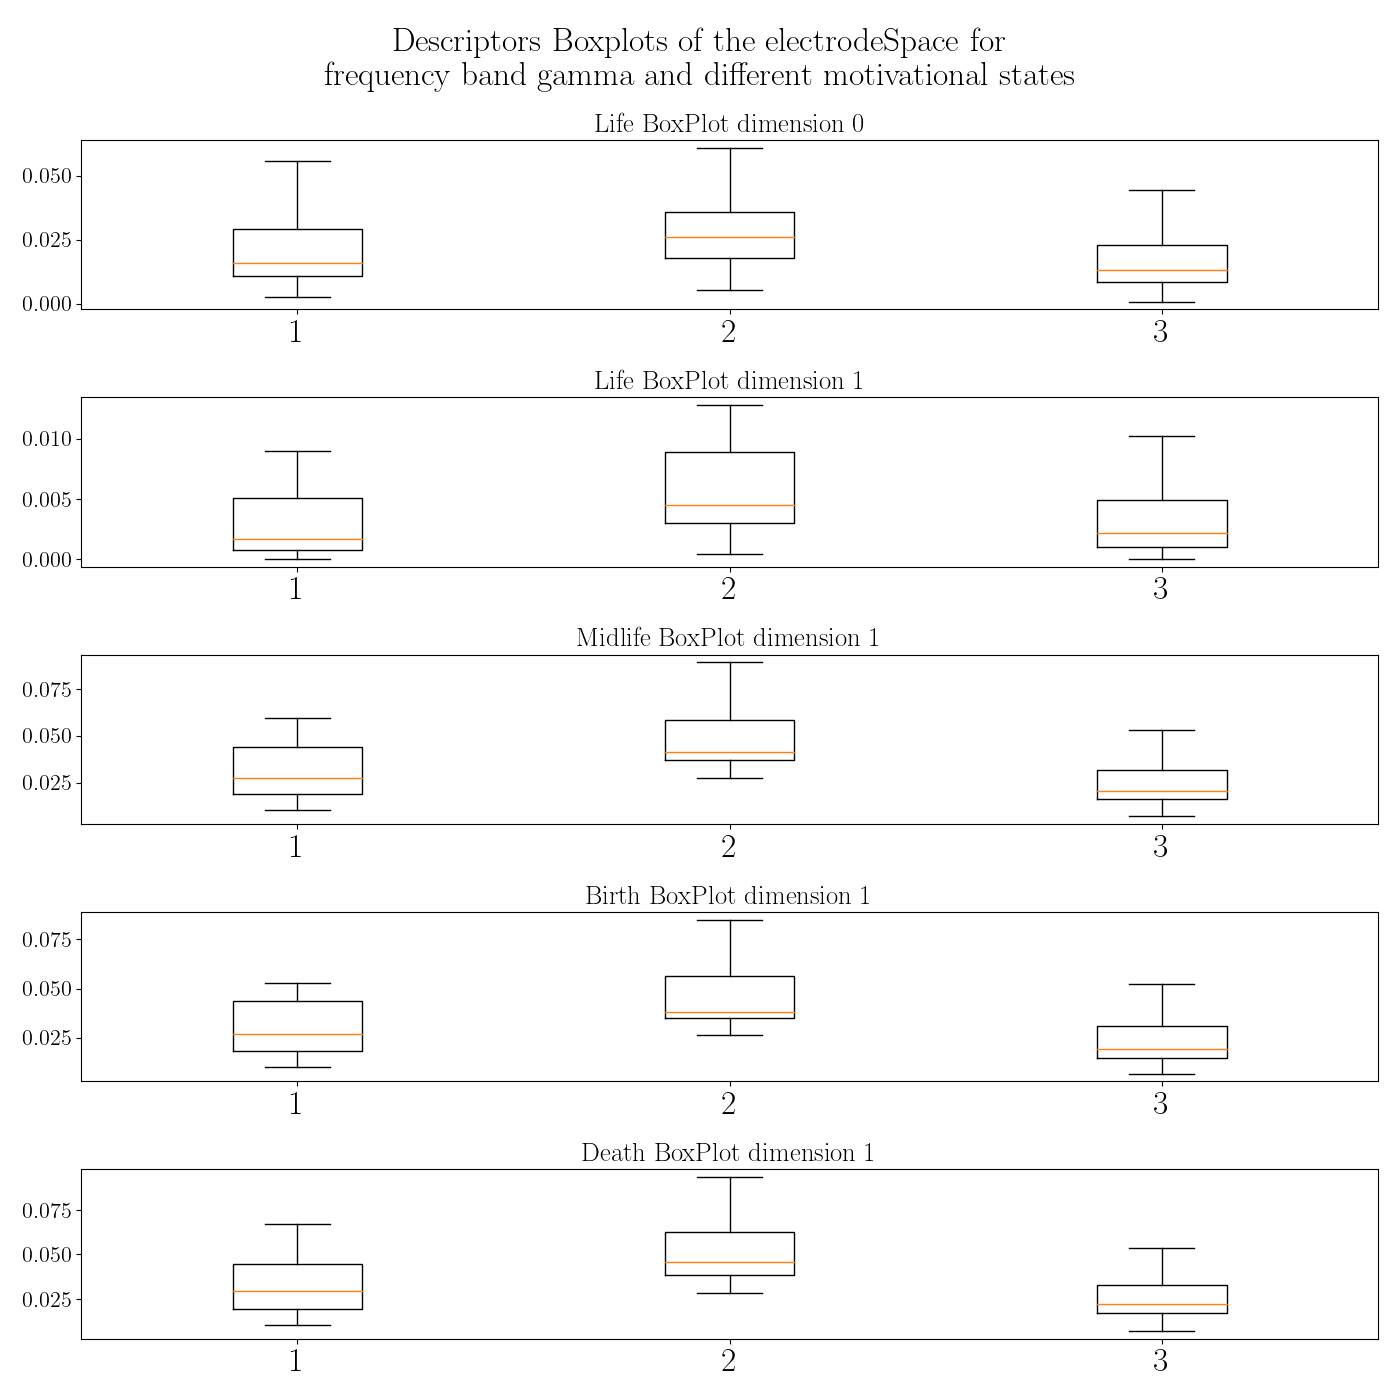 Descriptors Boxplots of the electrodeSpace for
frequency band gamma and different motivational states
Life BoxPlot dimension 0
0.050
0.025
0.000
1 2 3
Life BoxPlot dimension 1
0.010
0.005
0.000
1 2 3
Midlife BoxPlot dimension 1
0.075
0.050
0.025
1 2 3
Birth BoxPlot dimension 1
0.075
0.050
0.025
1 2 3
Death BoxPlot dimension 1
0.075
0.050
0.025
1 2 3